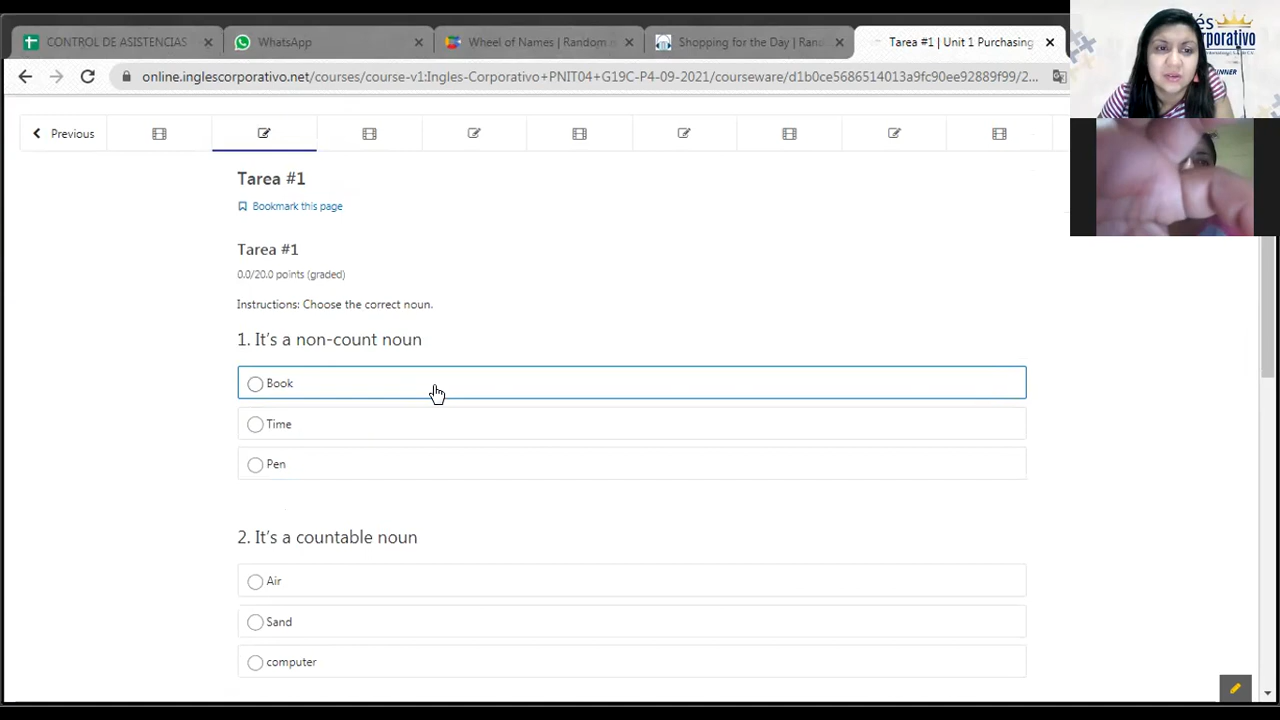 CONTROL DE ASISTENCIAS
WhatsApp
Wheel of Names | Random n
Shopping for the Day | Rand
Tarea #1 | Unit 1 Purchasing
online.inglescorporativo.net/courses/course-v1:Ingles-Corporativo+PNIT04+G19C-P4-09-2021/courseware/d1b0ce5686514013a9fc90ee92889f99/2...
és
rporativo
Previous
Tarea #1
Bookmark this page
Tarea #1
0.0/20.0 points (graded)
Instructions: Choose the correct noun.
1. It’s a non-count noun
Book
Time
Pen
2. It’s a countable noun
Air
Sand
computer